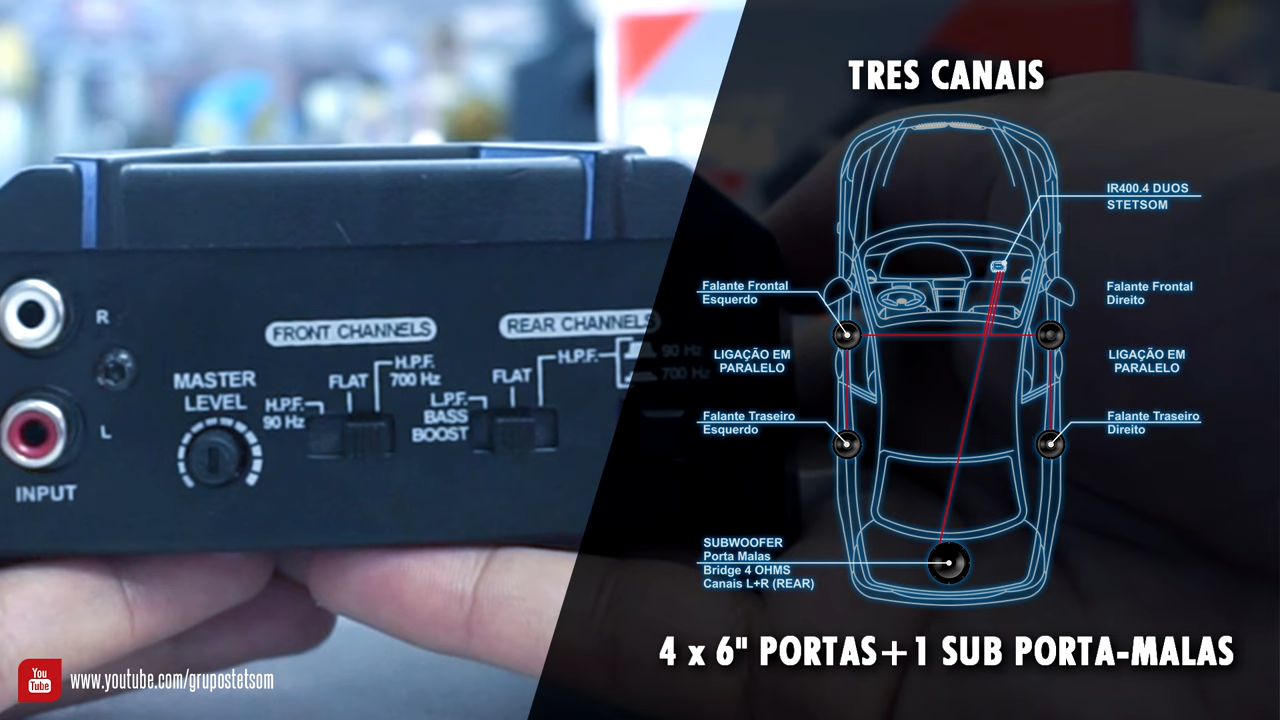 R
L
INPUT
MASTER
LEVEL
FRONT CHANNELS
H.P.F.
90 Hz
FLAT
H.P.F.
700 Hz
REAR CHANNELS
L.P.F.
BASS
BOOST
FLAT
H.P.F.
90 Hz
700 Hz
You
Tube
www.youtube.com/grupostetsom
TRES CANAIS
IR400.4 DUOS
STETSOM
Falante Frontal
Esquerdo
Falante Frontal
Direito
LIGAÇÃO EM
PARALELO
LIGAÇÃO EM
PARALELO
Falante Traseiro
Esquerdo
Falante Traseiro
Direito
SUBWOOFER
Porta Malas
Bridge 4 OHMS
Canais L+R (REAR)
4 x 6" PORTAS+1 SUB PORTA-MALAS